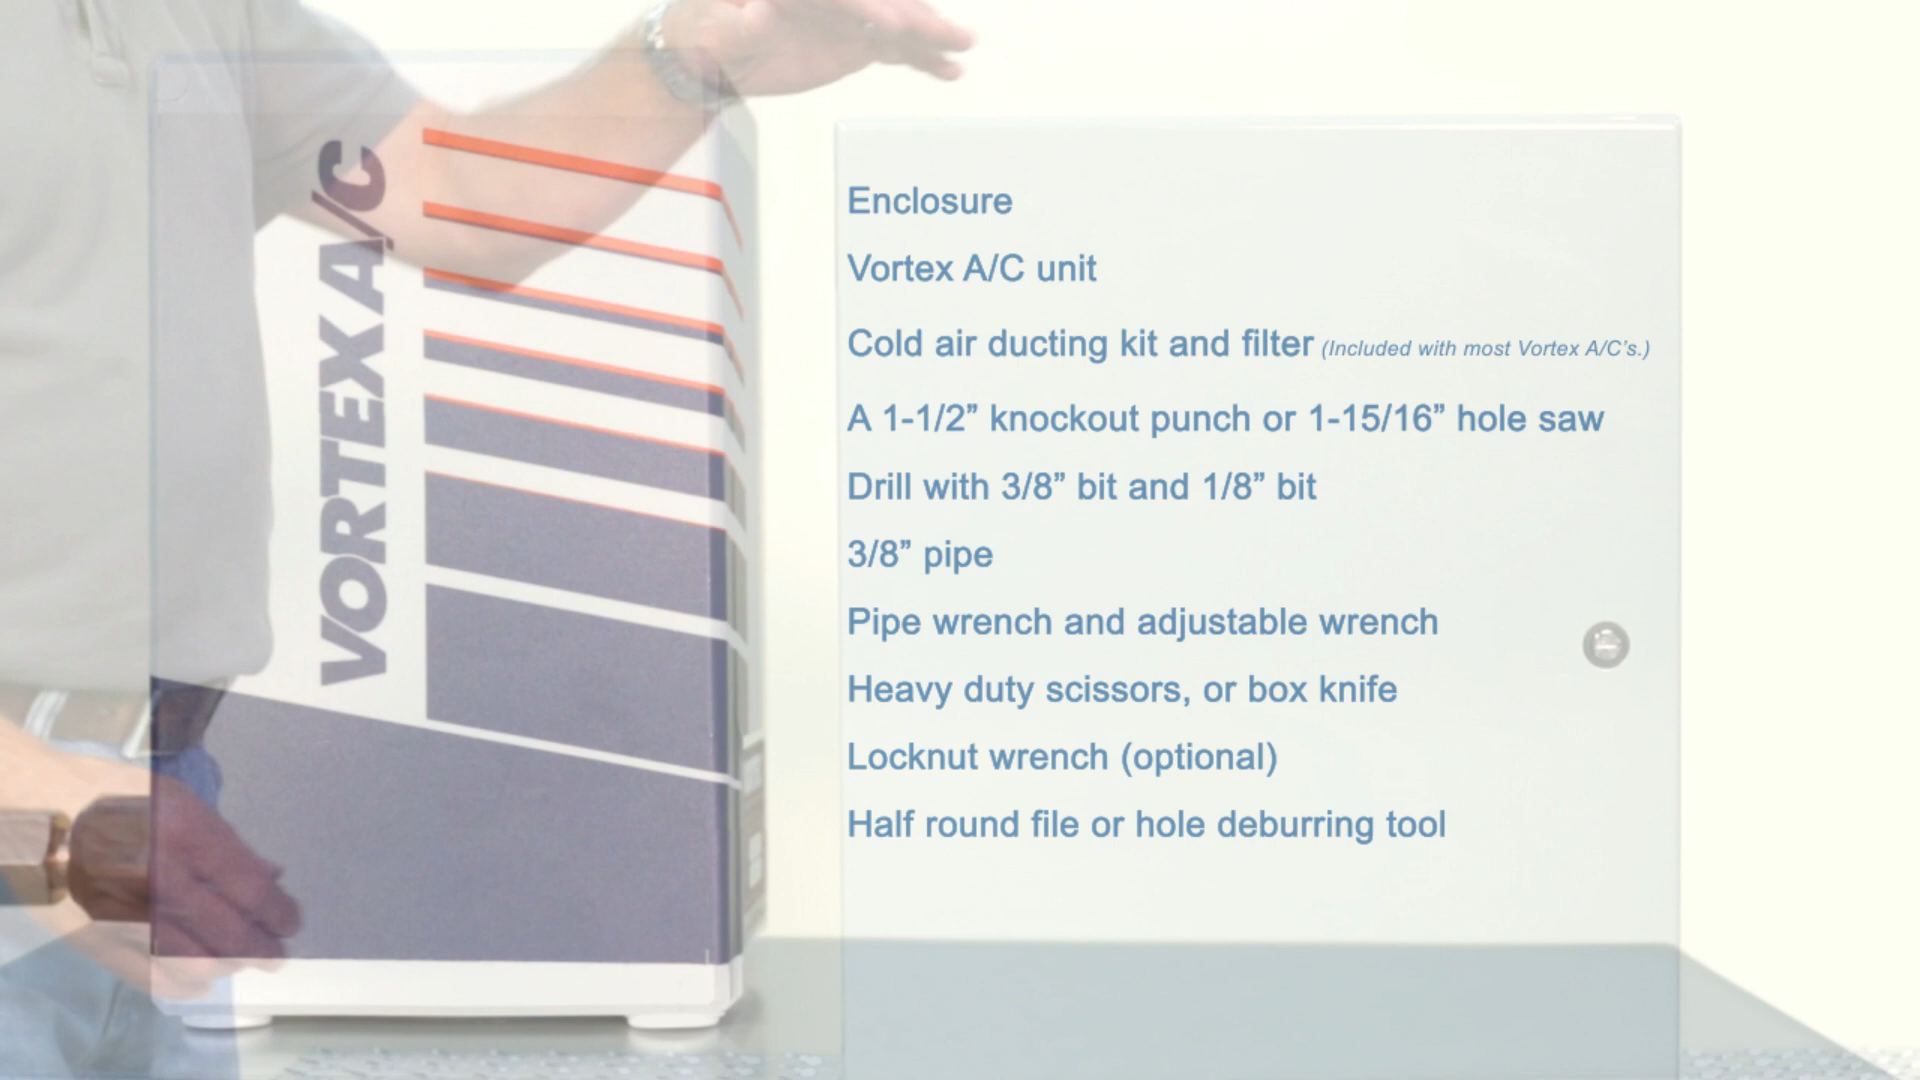 VORTEX A/C
Enclosure
Vortex A/C unit
Cold air ducting kit and filter (Included with most Vortex A/C's.)
A 1-1/2” knockout punch or 1-15/16” hole saw
Drill with 3/8” bit and 1/8” bit
3/8” pipe
Pipe wrench and adjustable wrench
Heavy duty scissors, or box knife
Locknut wrench (optional)
Half round file or hole deburring tool